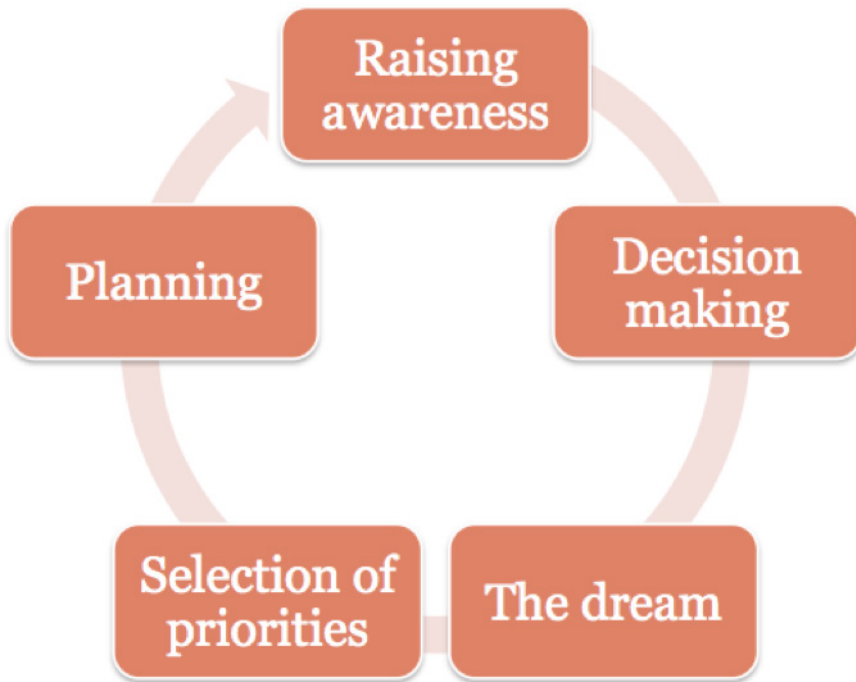 Raising
awareness
Decision
making
The dream
Selection of
priorities
Planning